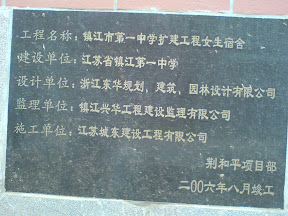 工程名称：镇江市第一中学扩建工程女生宿舍
建设单位：江苏省镇江第一中学
设计单位：浙江东华规划、建筑、园林设计有限公司
监理单位：镇江兴华工程建设监理有限公司
施工单位：江苏城东建设工程有限公司
荆和平项目部
二00六年八月竣工